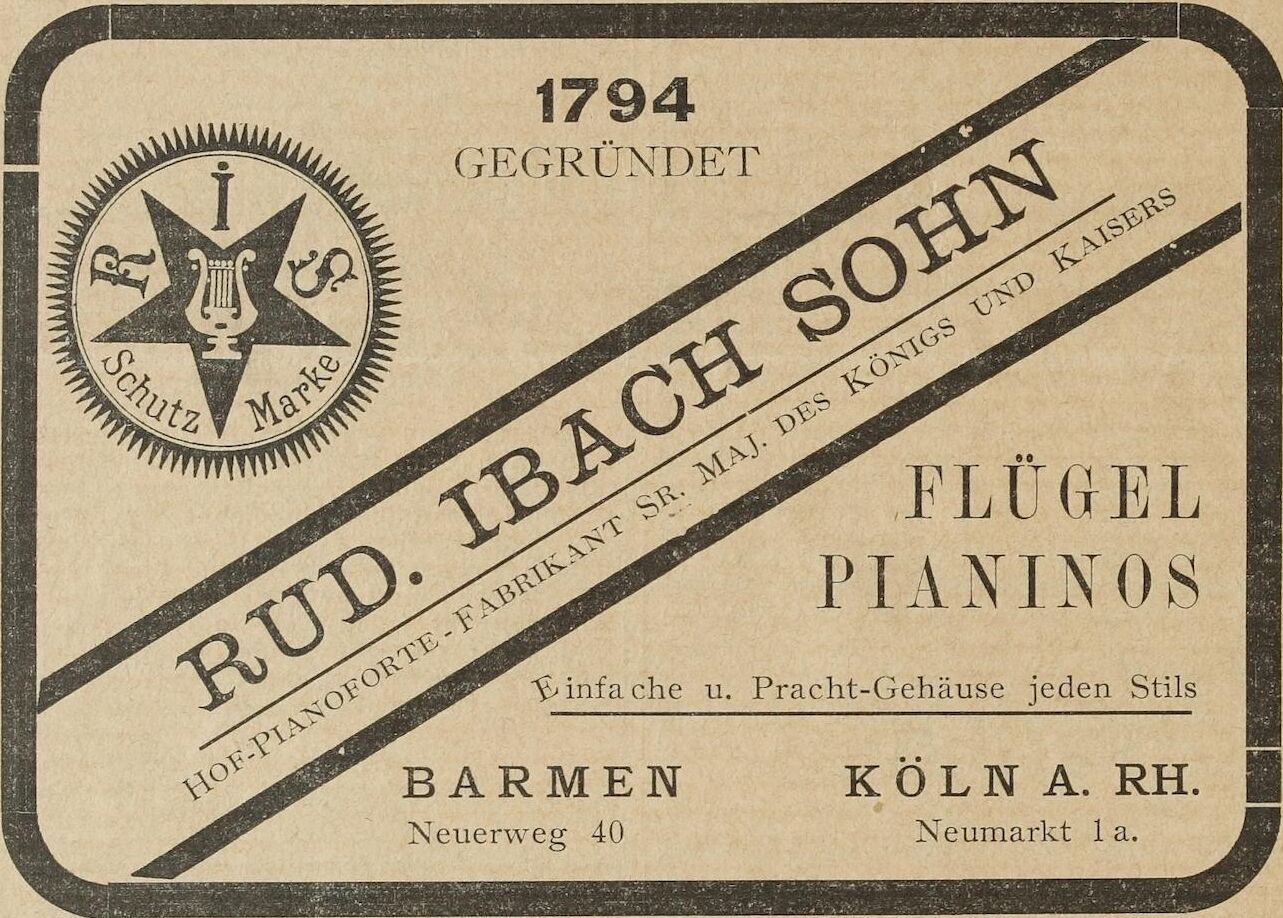 1794
GEGRÜNDET
R I S
Schutz Marke
RUD. IBACH SOHN
HOF-PIANOFORTE-FABRIKANT SR. MAJ. DES KÖNIGS UND KAISERS
FLÜGEL
PIANINOS
Einfache u. Pracht-Gehäuse jeden Stils
BARMEN
Neuerweg 40
KÖLN A. RH.
Neumarkt 1a.